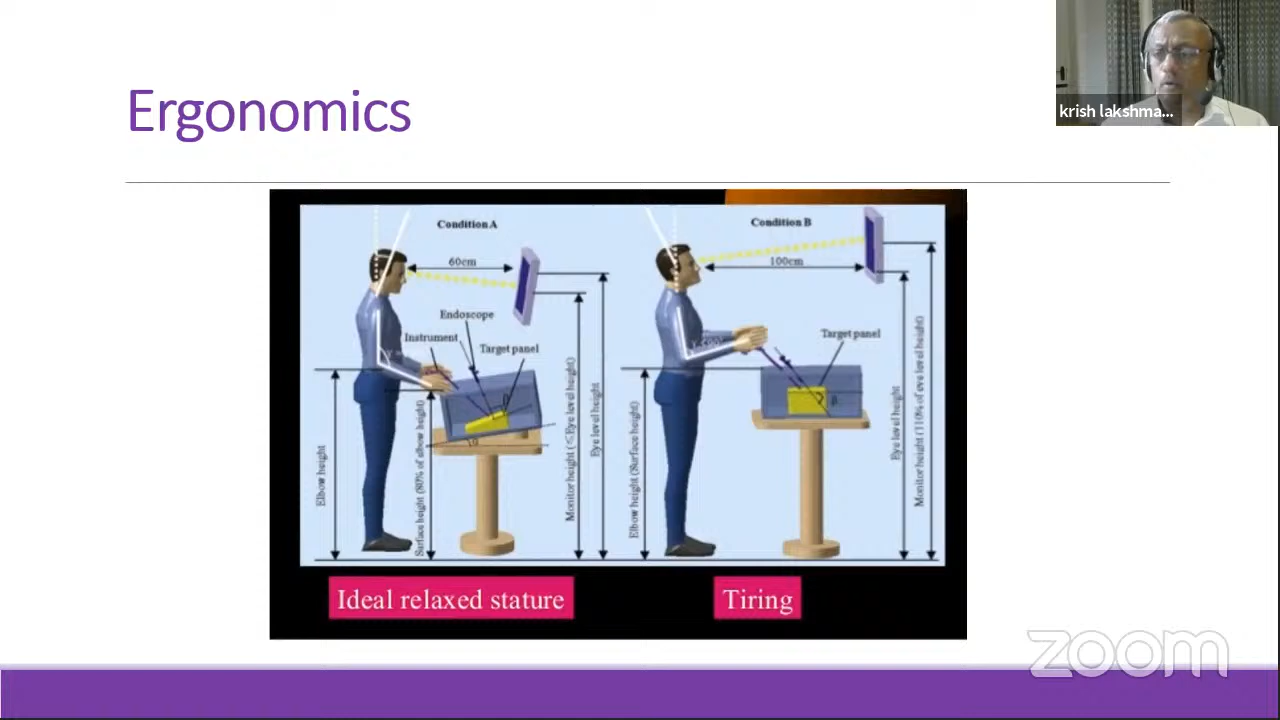 krish lakshma...
Ergonomics
Condition A
60cm
Endoscope
Instrument
Target panel
Elbow height
Surface height (80% of elbow height)
Monitor height (≤Eye level height)
Eye level height
Condition B
100cm
Target panel
β
Elbow height (Surface height)
Eye level height
Monitor height (110% of eye level height)
Ideal relaxed stature
Tiring
zoom